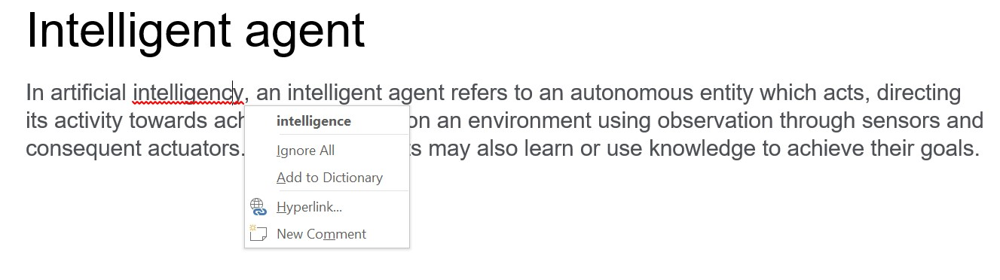 Intelligent agent
In artificial intelligency, an intelligent agent refers to an autonomous entity which acts, directing
its activity towards ach on an environment using observation through sensors and
consequent actuators. ts may also learn or use knowledge to achieve their goals.
intelligence
Ignore All
Add to Dictionary
Hyperlink...
New Comment